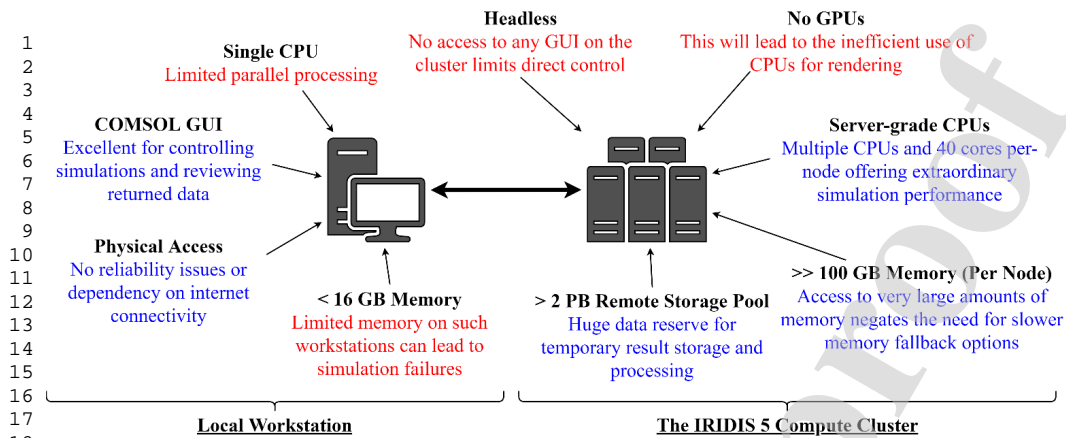 1
2
3
4
5
6
7
8
9
10
11
12
13
14
15
16
17
Single CPU
Limited parallel processing
COMSOL GUI
Excellent for controlling
simulations and reviewing
returned data
Physical Access
No reliability issues or
dependency on internet
connectivity
< 16 GB Memory
Limited memory on such
workstations can lead to
simulation failures
Local Workstation
Headless
No access to any GUI on the
cluster limits direct control
No GPUs
This will lead to the inefficient use of
CPUs for rendering
Server-grade CPUs
Multiple CPUs and 40 cores per-
node offering extraordinary
simulation performance
>> 100 GB Memory (Per Node)
Access to very large amounts of
memory negates the need for slower
memory fallback options
> 2 PB Remote Storage Pool
Huge data reserve for
temporary result storage and
processing
The IRIDIS 5 Compute Cluster
proof